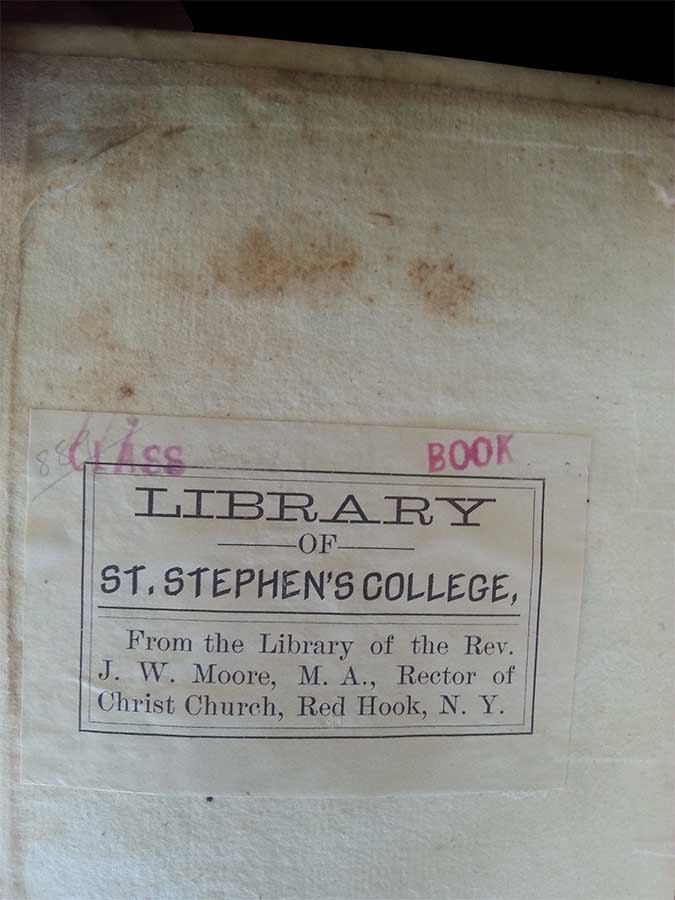 CLASS BOOK
LIBRARY
OF
ST. STEPHEN'S COLLEGE,
From the Library of the Rev.
J. W. Moore, M. A., Rector of
Christ Church, Red Hook, N. Y.